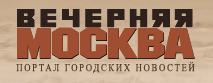 ВЕЧЕРНЯЯ
МОСКВА
ПОРТАЛ ГОРОДСКИХ НОВОСТЕЙ